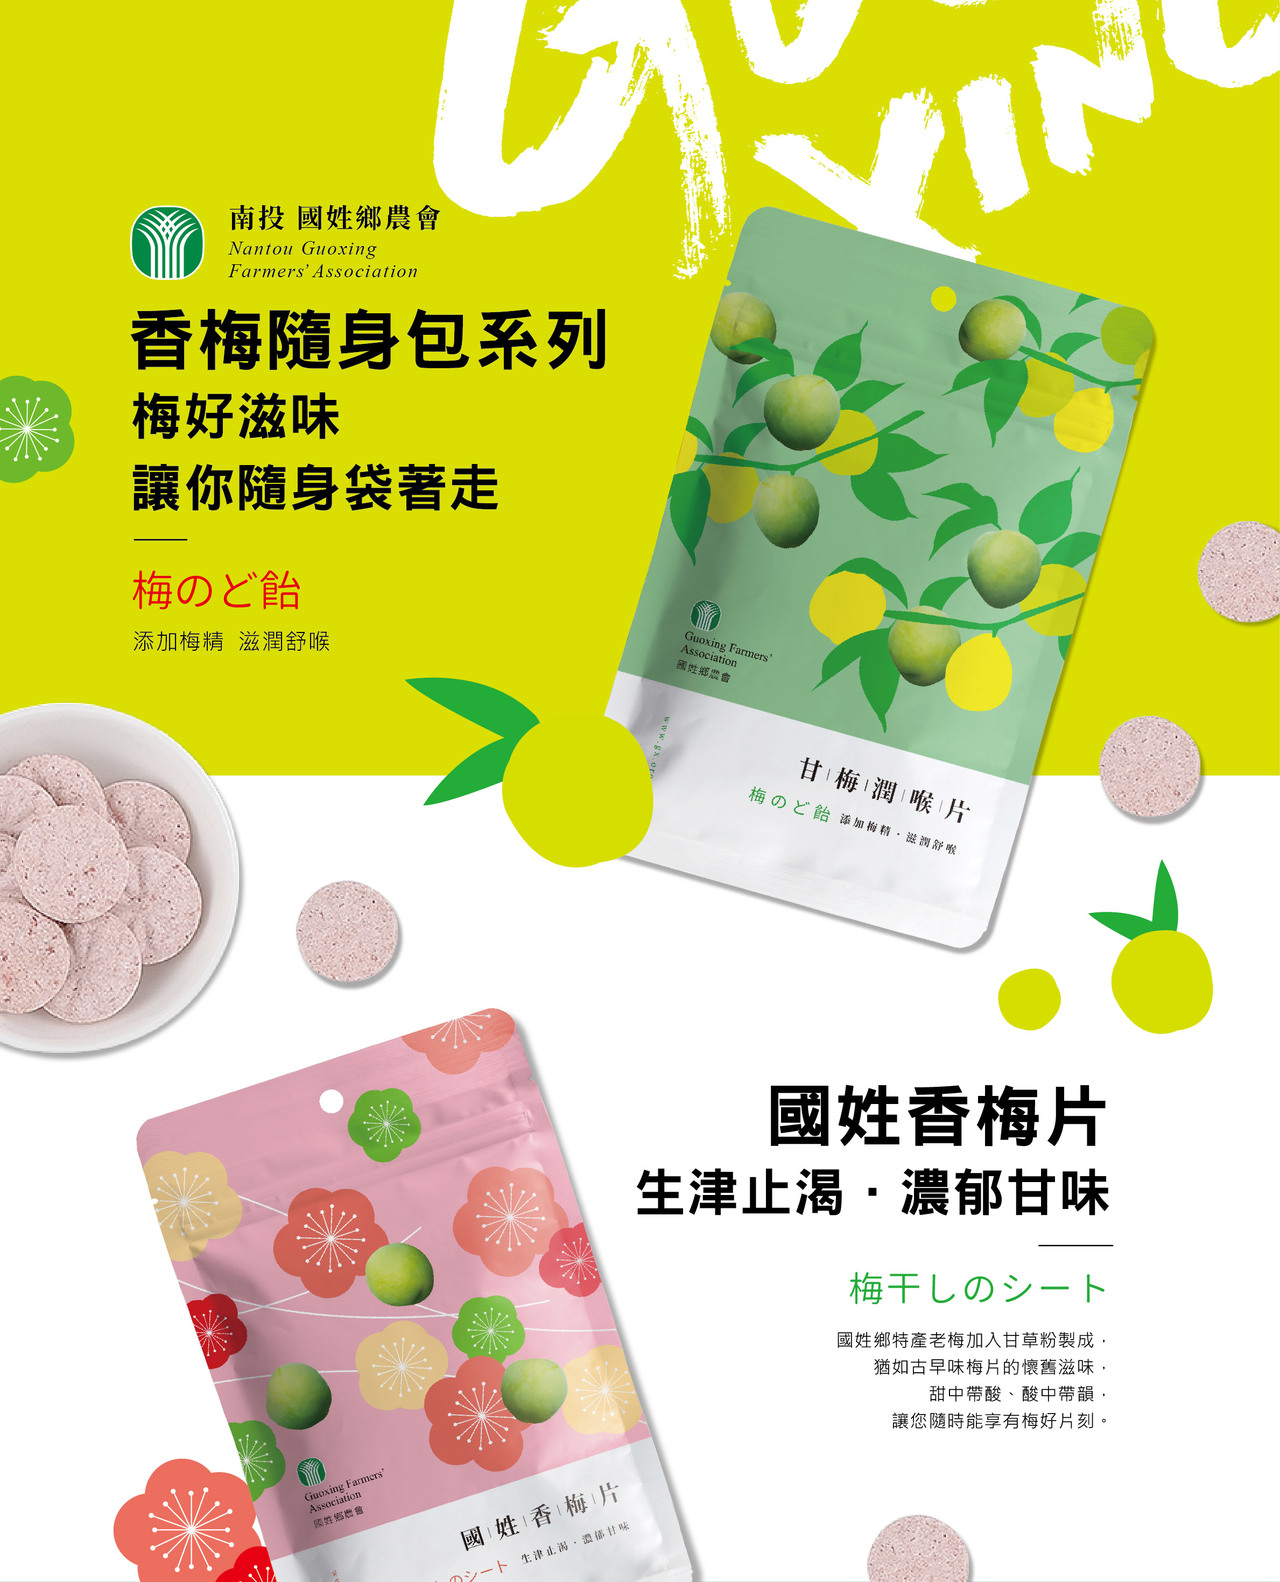 南投 國姓鄉農會
Nantou Guoxing
Farmers' Association
香梅隨身包系列
梅好滋味
讓你隨身袋著走
梅のど飴
添加梅精 滋潤舒喉
Guoxing Farmers'
Association
國姓鄉農會
甘梅潤喉片
梅のど飴 添加梅精・滋潤舒喉
國姓香梅片
生津止渴・濃郁甘味
梅干しのシート
國姓鄉特產老梅加入甘草粉製成，
猶如古早味梅片的懷舊滋味，
甜中帶酸、酸中帶韻，
讓您隨時能享有梅好片刻。
Guoxing Farmers'
Association
國姓鄉農會
國姓香梅片
のシート 生津止渴・濃郁甘味